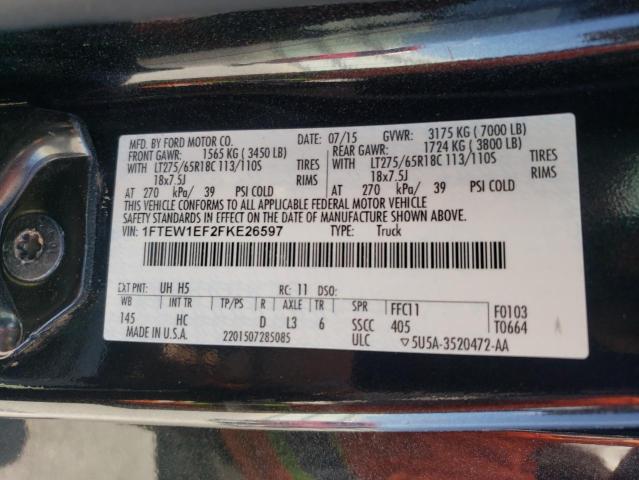 MFD. BY FORD MOTOR CO. 07/15 GVWR: 3175 KG ( 7000 LB)
FRONT GAWR: 1565 KG ( 3450 LB) REAR GAWR: 1724 KG ( 3800 LB)
WITH LT275/65R18C 113/110S TIRES WITH LT275/65R18C 113/110S TIRES
18x7.5J RIMS 18x7.5J RIMS
AT 270 kPa/ 39 PSI COLD AT 270 kPa/ 39 PSI COLD
THIS VEHICLE CONFORMS TO ALL APPLICABLE FEDERAL MOTOR VEHICLE
SAFETY STANDARDS IN EFFECT ON THE DATE OF MANUFACTURE SHOWN ABOVE.
VIN: 1FTEW1EF2FKE26597 TYPE: Truck
EXT PNT: UH H5 RC: 11 DSO:
WB INT TR TP/PS R AXLE TR SPR FFC11 F0103
145 HC D L3 6 SSCC 405 T0664
MADE IN U.S.A. 2201507285085 ULC ▽5U5A-3520472-AA